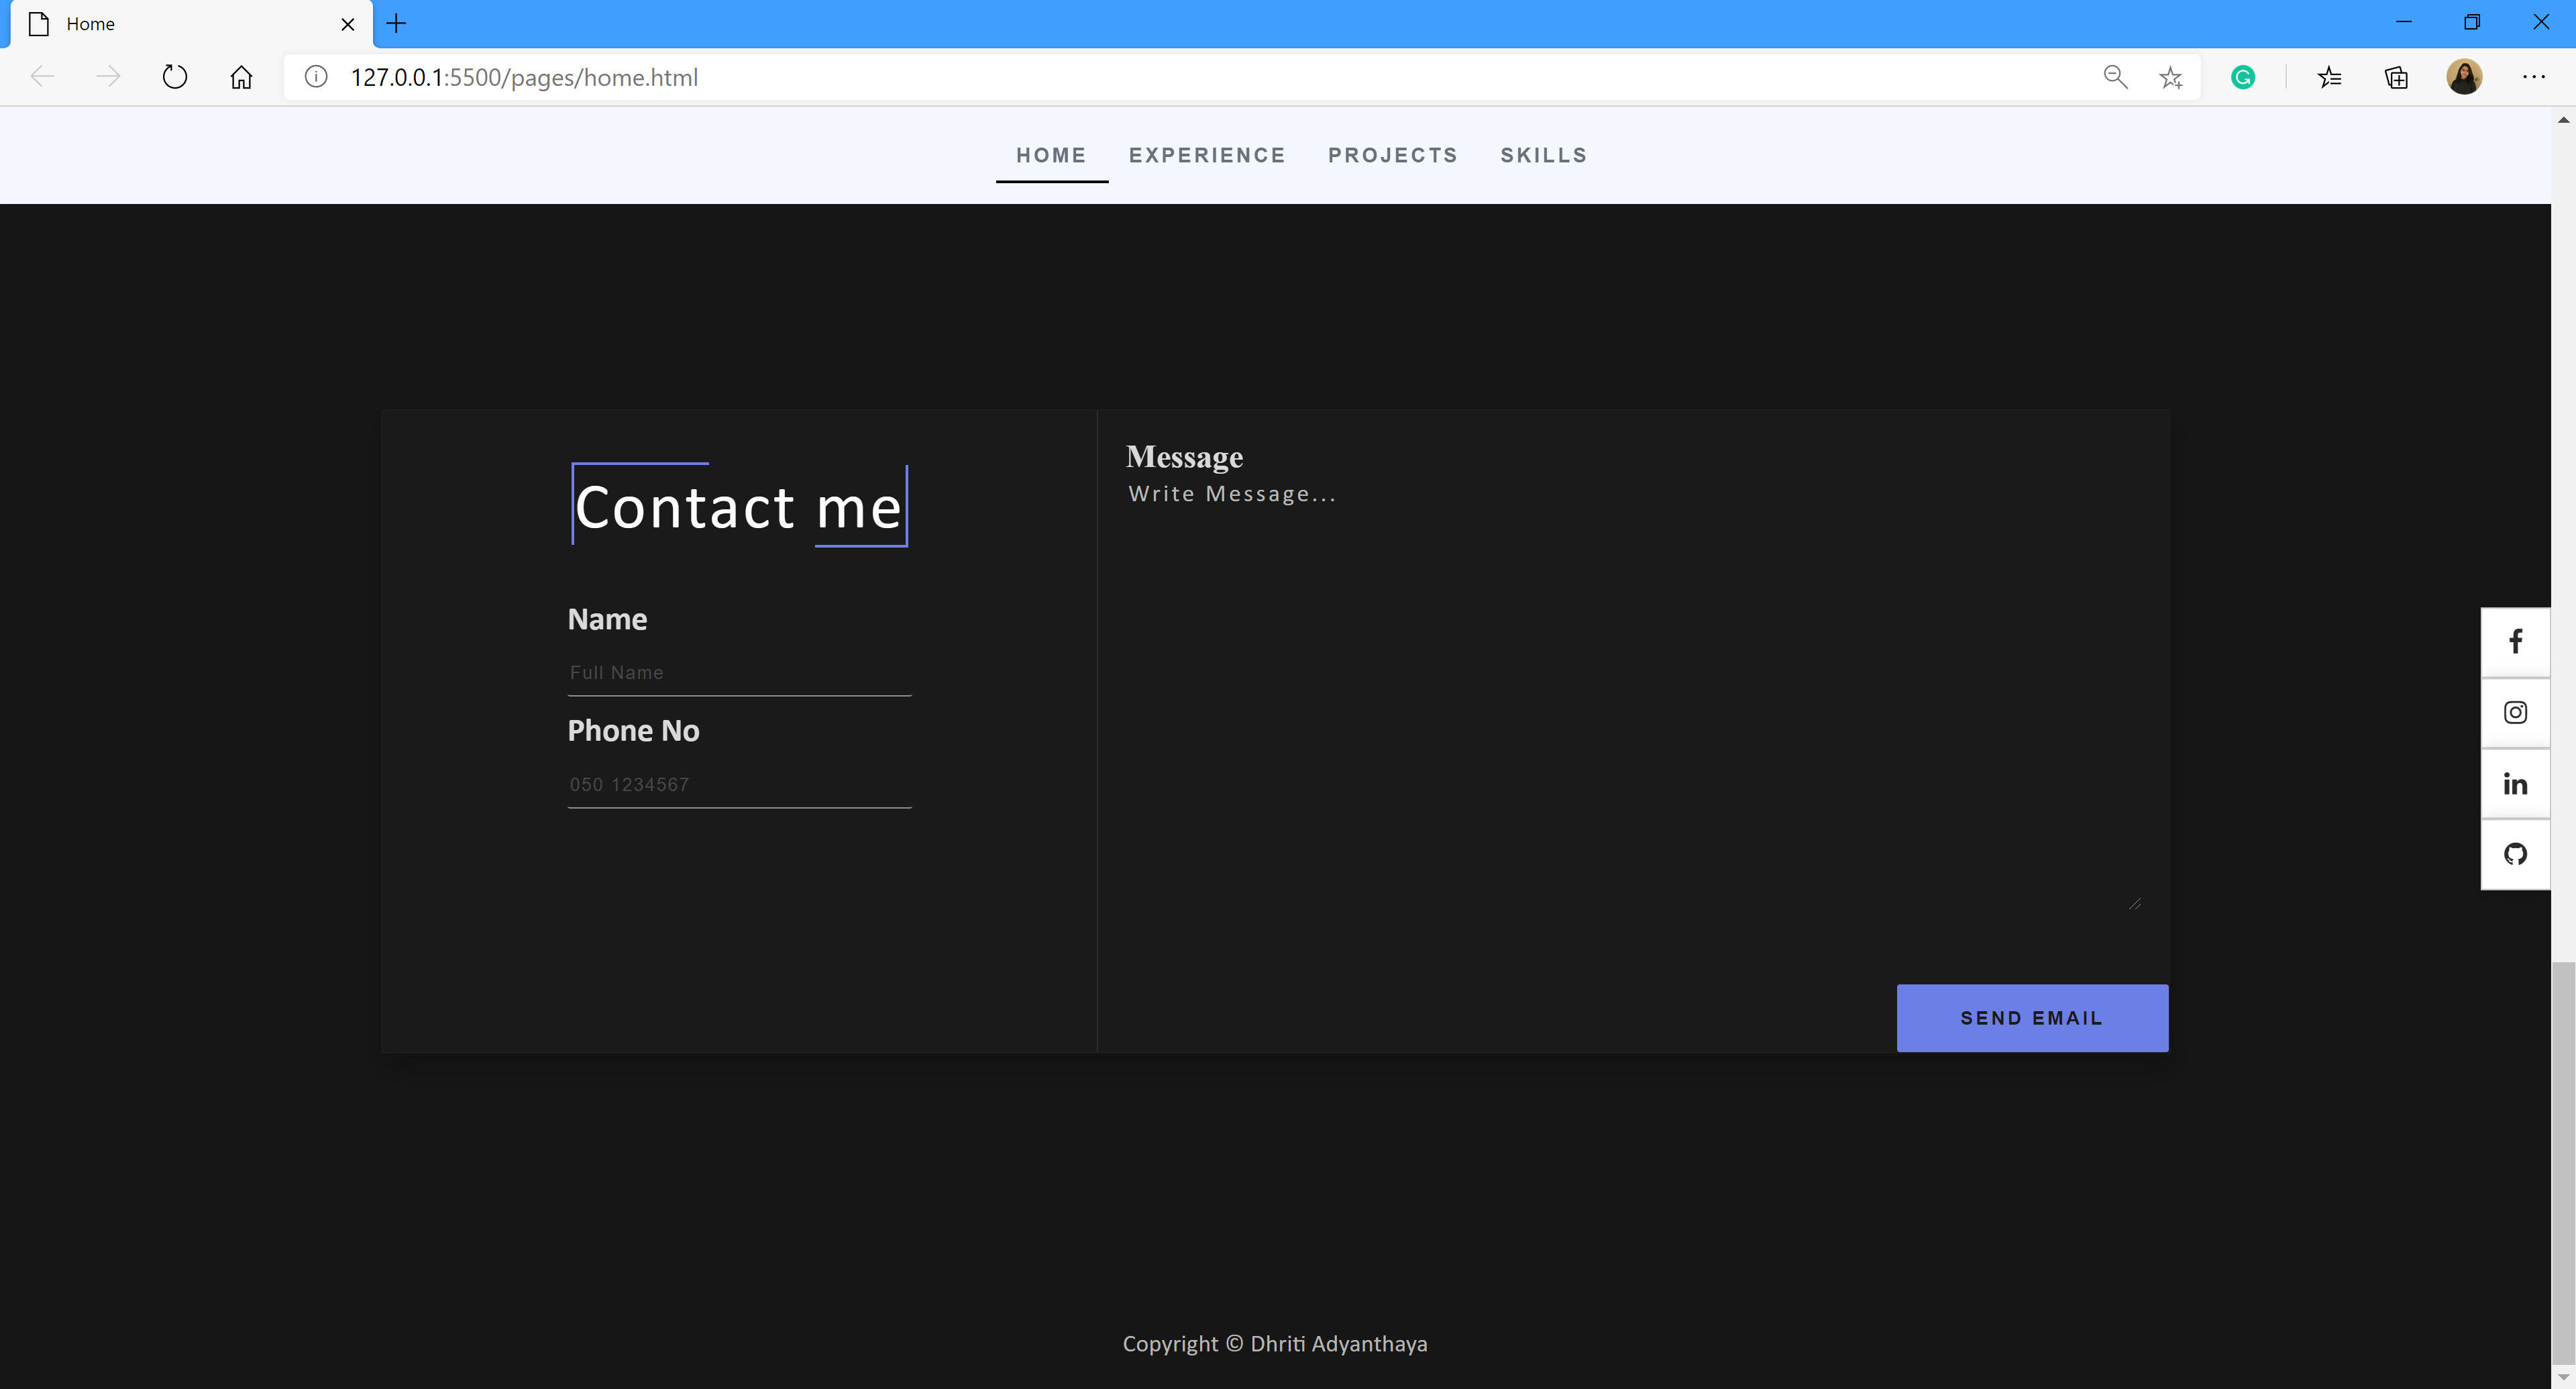 Home
127.0.0.1:5500/pages/home.html
HOME EXPERIENCE PROJECTS SKILLS
Contact me
Name
Full Name
Phone No
050 1234567
Message
Write Message...
SEND EMAIL
Copyright © Dhriti Adyanthaya